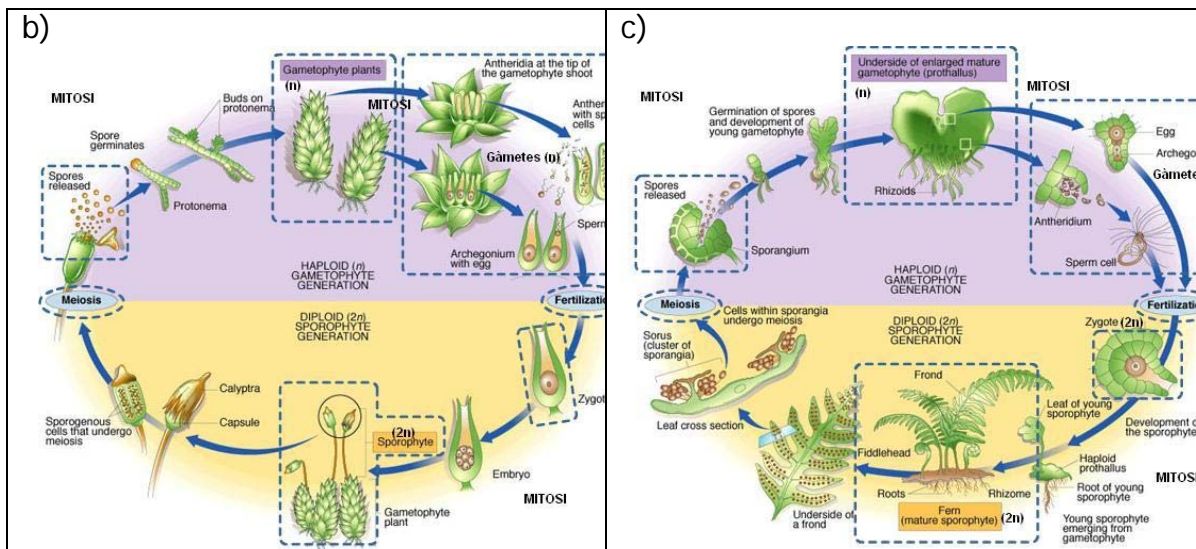 b)
Gametophyte plants
(n)
Antheridia at the tip of
the gametophyte shoot
MITOSI
MITOSI
Buds on
protonema
Spore
germinates
Spores
released
Protonema
Gàmetes (n)
Archegonium
with egg
HAPLOID (n)
GAMETOPHYTE
GENERATION
Meiosis
DIPLOID (2n)
SPOROPHYTE
GENERATION
Calyptra
Capsule
Sporogenous
cells that undergo
meiosis
(2n)
Sporophyte
Embryo
MITOSI
Gametophyte
plant
c)
Underside of enlarged mature
gametophyte (prothallus)
(n)
MITOSI
MITOSI
Germination of spores
and development of
young gametophyte
Egg
Gàmetes
Rhizoids
Antheridium
Spores
released
Sporangium
Sperm cell
HAPLOID (n)
GAMETOPHYTE
GENERATION
Meiosis
DIPLOID (2n)
SPOROPHYTE
GENERATION
Cells within sporangia
undergo meiosis
Sorus
(cluster of
sporangia)
Zygote (2n)
Frond
Leaf of young
sporophyte
Leaf cross section
Development of
the sporophyte
Fiddlehead
Haploid
prothallus
MITOSI
Roots
Rhizome
Root of young
sporophyte
Underside of
a frond
Fern
(mature sporophyte) (2n)
Young sporophyte
emerging from
gametophyte